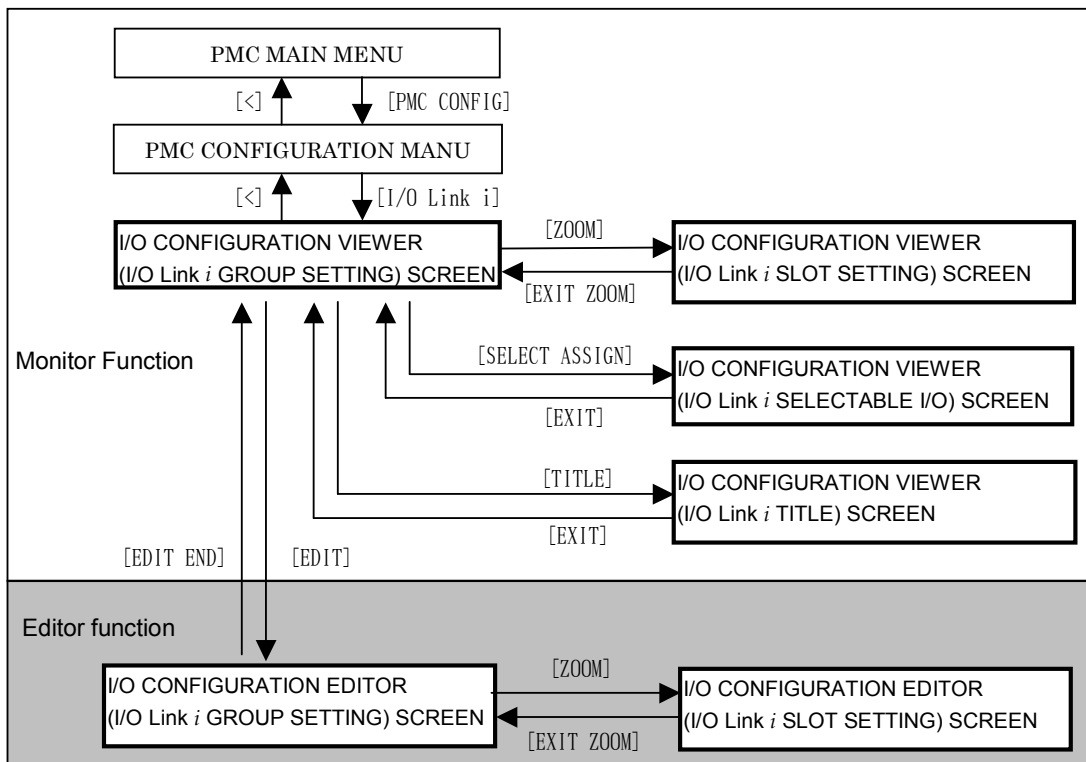 PMC MAIN MENU
[<]
[PMC CONFIG]
PMC CONFIGURATION MANU
[<]
[I/O Link i]
I/O CONFIGURATION VIEWER
(I/O Link i GROUP SETTING) SCREEN
[ZOOM]
[EXIT ZOOM]
I/O CONFIGURATION VIEWER
(I/O Link i SLOT SETTING) SCREEN
Monitor Function
[SELECT ASSIGN]
[EXIT]
I/O CONFIGURATION VIEWER
(I/O Link i SELECTABLE I/O) SCREEN
[TITLE]
[EXIT]
I/O CONFIGURATION VIEWER
(I/O Link i TITLE) SCREEN
[EDIT END]
[EDIT]
Editor function
I/O CONFIGURATION EDITOR
(I/O Link i GROUP SETTING) SCREEN
[ZOOM]
[EXIT ZOOM]
I/O CONFIGURATION EDITOR
(I/O Link i SLOT SETTING) SCREEN